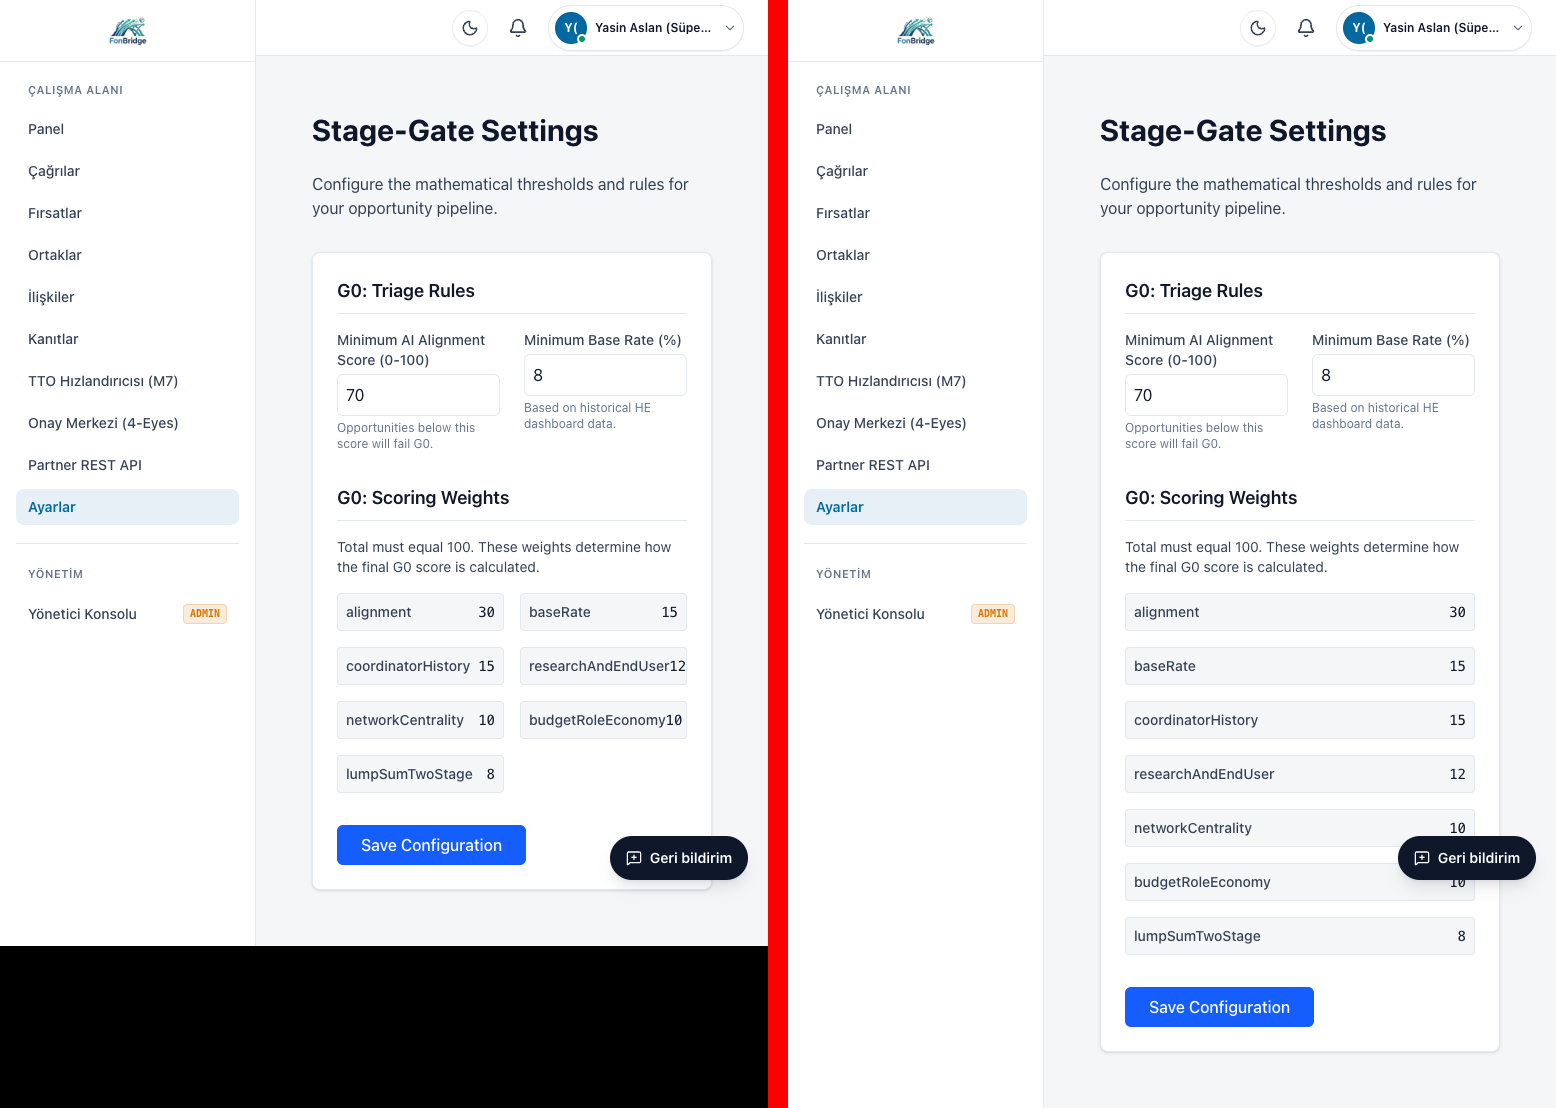 FonBridge
Y(
Yasin Aslan (Süpe...
ÇALIŞMA ALANI
Panel
Çağrılar
Fırsatlar
Ortaklar
İlişkiler
Kanıtlar
TTO Hızlandırıcısı (M7)
Onay Merkezi (4-Eyes)
Partner REST API
Ayarlar
YÖNETİM
Yönetici Konsolu ADMIN
Stage-Gate Settings
Configure the mathematical thresholds and rules for
your opportunity pipeline.
G0: Triage Rules
Minimum AI Alignment
Score (0-100)
70
Opportunities below this
score will fail G0.
Minimum Base Rate (%)
8
Based on historical HE
dashboard data.
G0: Scoring Weights
Total must equal 100. These weights determine how
the final G0 score is calculated.
alignment 30
baseRate 15
coordinatorHistory 15
researchAndEndUser12
networkCentrality 10
budgetRoleEconomy10
lumpSumTwoStage 8
Save Configuration
Geri bildirim
FonBridge
Y(
Yasin Aslan (Süpe...
ÇALIŞMA ALANI
Panel
Çağrılar
Fırsatlar
Ortaklar
İlişkiler
Kanıtlar
TTO Hızlandırıcısı (M7)
Onay Merkezi (4-Eyes)
Partner REST API
Ayarlar
YÖNETİM
Yönetici Konsolu ADMIN
Stage-Gate Settings
Configure the mathematical thresholds and rules for
your opportunity pipeline.
G0: Triage Rules
Minimum AI Alignment
Score (0-100)
70
Opportunities below this
score will fail G0.
Minimum Base Rate (%)
8
Based on historical HE
dashboard data.
G0: Scoring Weights
Total must equal 100. These weights determine how
the final G0 score is calculated.
alignment 30
baseRate 15
coordinatorHistory 15
researchAndEndUser 12
networkCentrality 10
Geri bildirim
budgetRoleEconomy 10
lumpSumTwoStage 8
Save Configuration